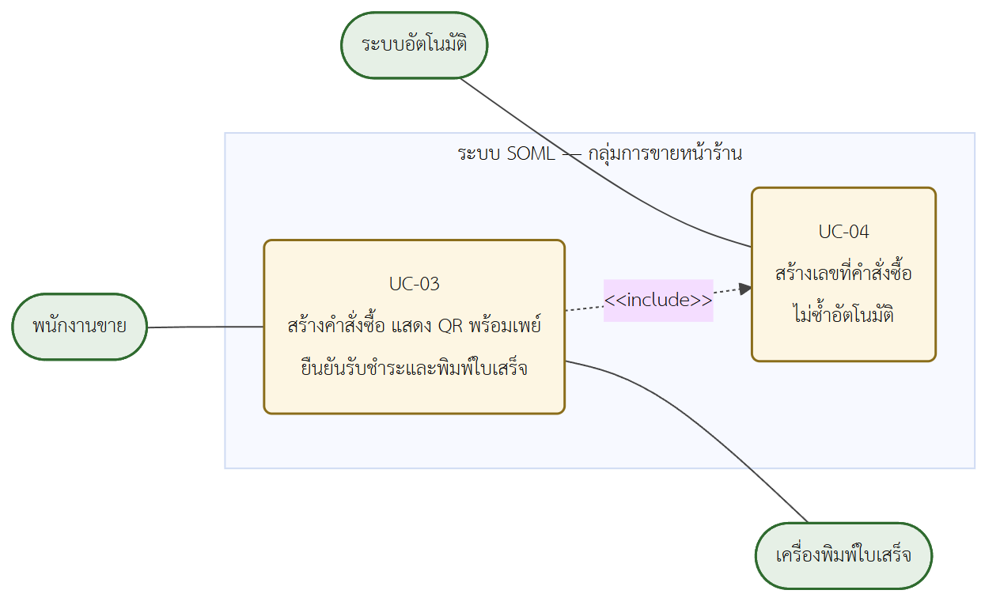 ระบบอัตโนมัติ
ระบบ SOML — กลุ่มการขายหน้าร้าน
UC-04
สร้างเลขที่คำสั่งซื้อ
ไม่ซ้ำอัตโนมัติ
<<include>>
UC-03
สร้างคำสั่งซื้อ แสดง QR พร้อมเพย์
ยืนยันรับชำระและพิมพ์ใบเสร็จ
พนักงานขาย
เครื่องพิมพ์ใบเสร็จ